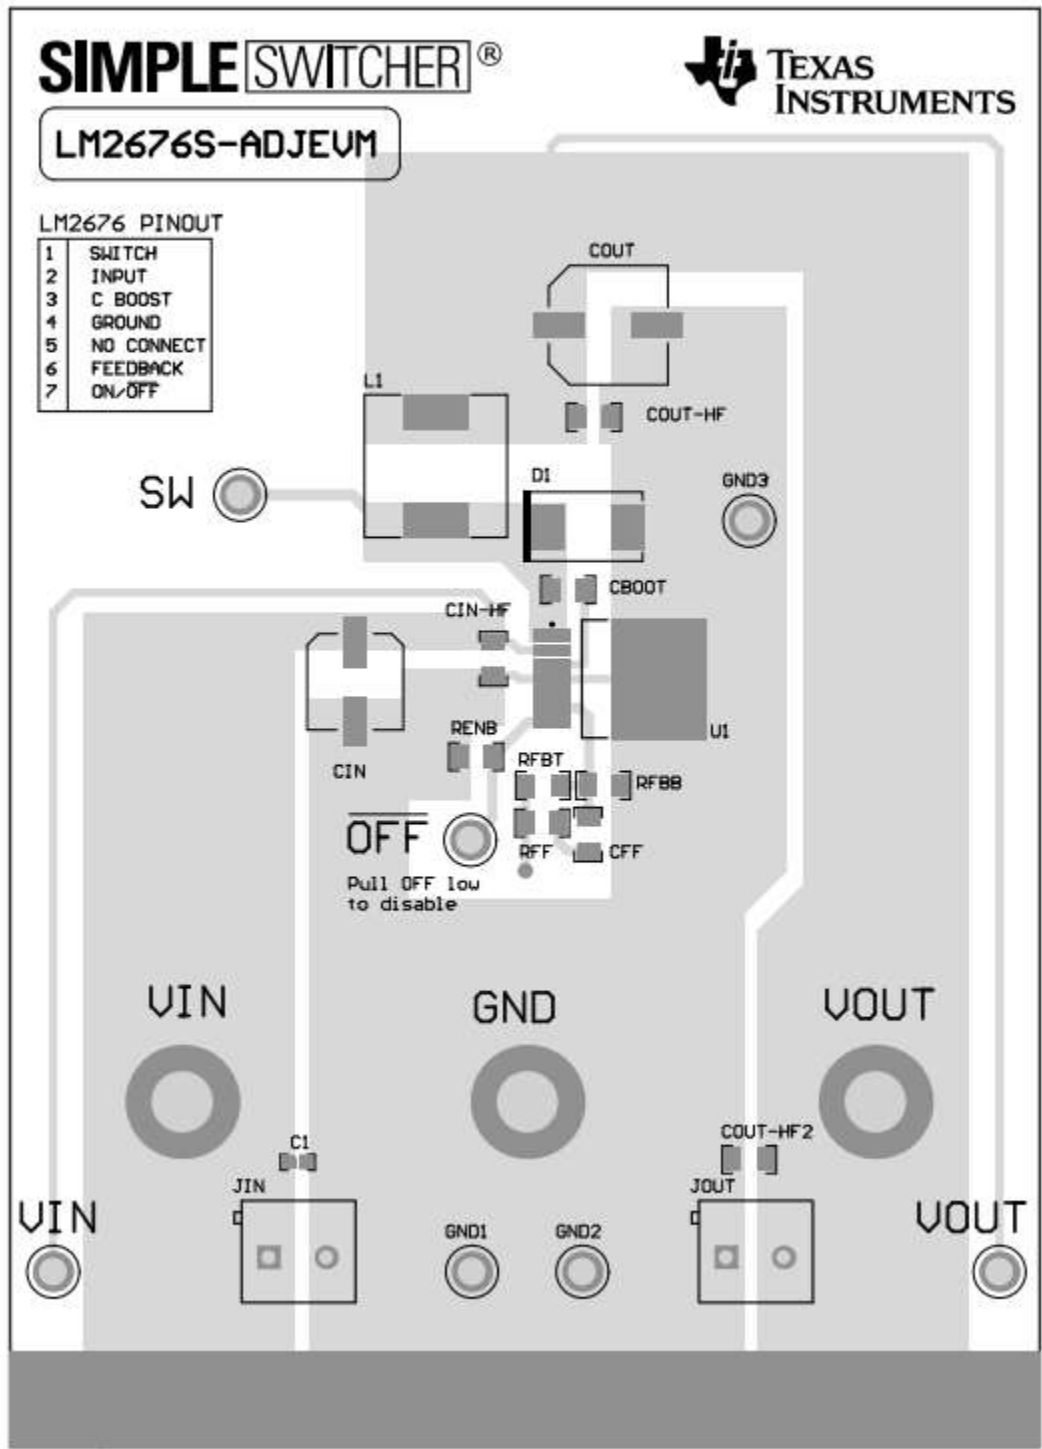 SIMPLE SWITCHER®
TEXAS
INSTRUMENTS
LM2676S-ADJEVM
LM2676 PINOUT
1 SWITCH
2 INPUT
3 C BOOST
4 GROUND
5 NO CONNECT
6 FEEDBACK
7 ON/OFF
COUT
L1
COUT-HF
D1
GND3
SW
CBOOT
CIN-HF
U1
RENB
RFBT
RFBB
CIN
OFF
RFF
CFF
Pull OFF low
to disable
VIN
GND
VOUT
C1
COUT-HF2
JIN
JOUT
VIN
GND1
GND2
VOUT